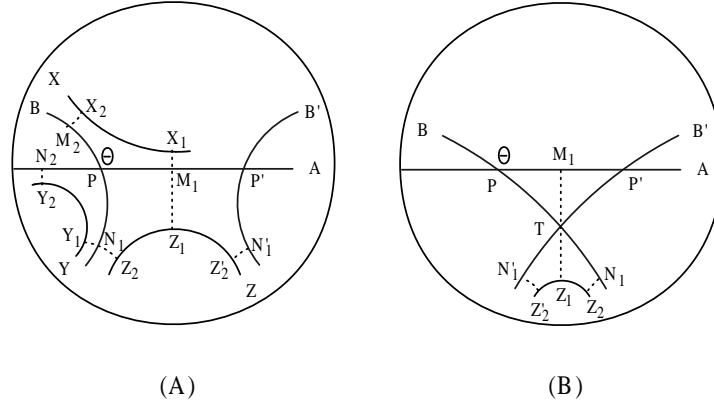 X
B
X₂
B'
M₂
X₁
N₂
Θ
P
M₁
P'
A
Y₂
Y₁
N₁
Z₁
N'₁
Z₂
Z'₂
Y
Z
(A)
B
B'
Θ
M₁
A
P
P'
T
N'₁
N₁
Z₁
Z'₂
Z₂
(B)